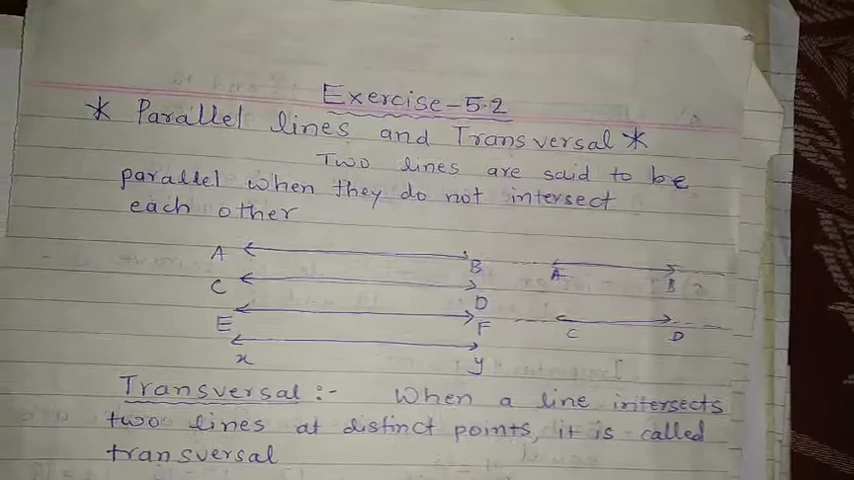 Exercise-5.2
* Parallel lines and Transversal *
Two lines are said to be
parallel when they do not intersect
each other
A B A B
C D
E F C D
x y
Transversal :- When a line intersects
two lines at distinct points, it is called
transversal